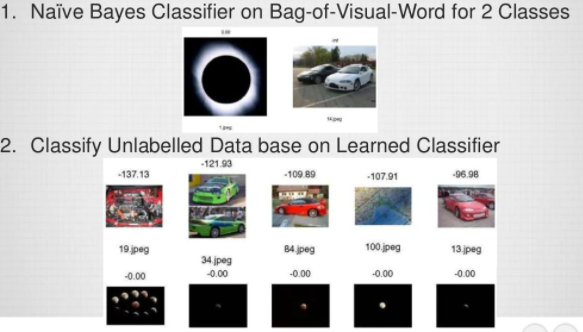 1. Naïve Bayes Classifier on Bag-of-Visual-Word for 2 Classes
0.00
.inf
1.jpeg
14.jpeg
2. Classify Unlabelled Data base on Learned Classifier
-137.13
-121.93
-109.89
-107.91
-96.98
19.jpeg
34.jpeg
84.jpeg
100.jpeg
13.jpeg
-0.00
-0.00
-0.00
-0.00
-0.00